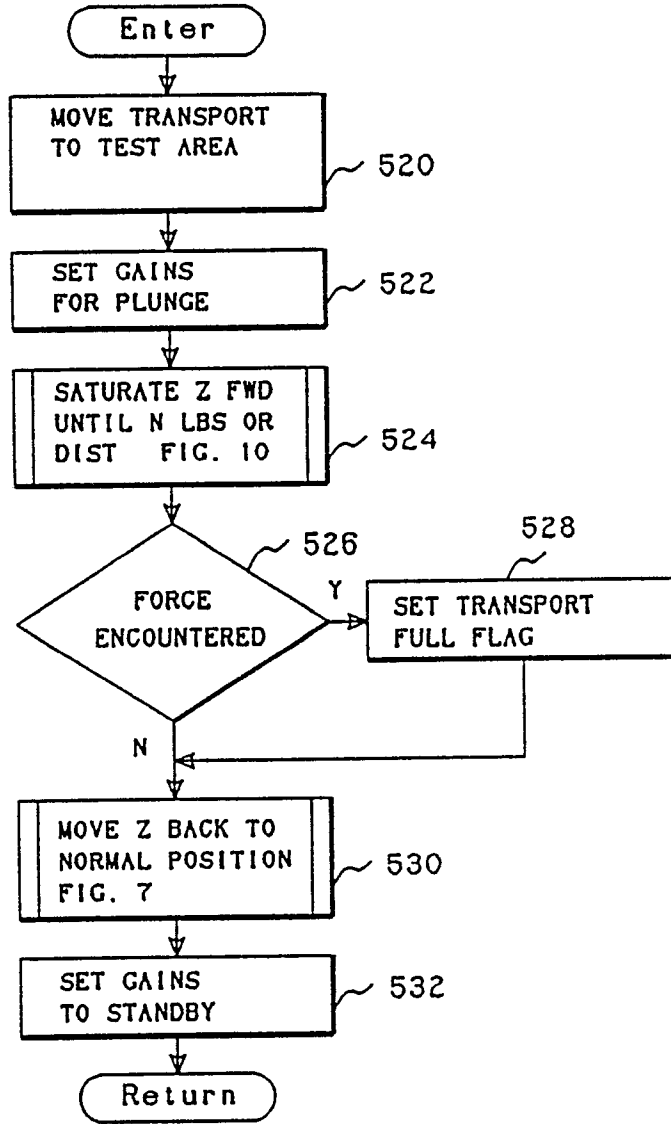 Enter
MOVE TRANSPORT
TO TEST AREA
520
SET GAINS
FOR PLUNGE
522
SATURATE Z FWD
UNTIL N LBS OR
DIST FIG. 10
524
526
FORCE
ENCOUNTERED
Y
528
SET TRANSPORT
FULL FLAG
N
MOVE Z BACK TO
NORMAL POSITION
FIG. 7
530
SET GAINS
TO STANDBY
532
Return